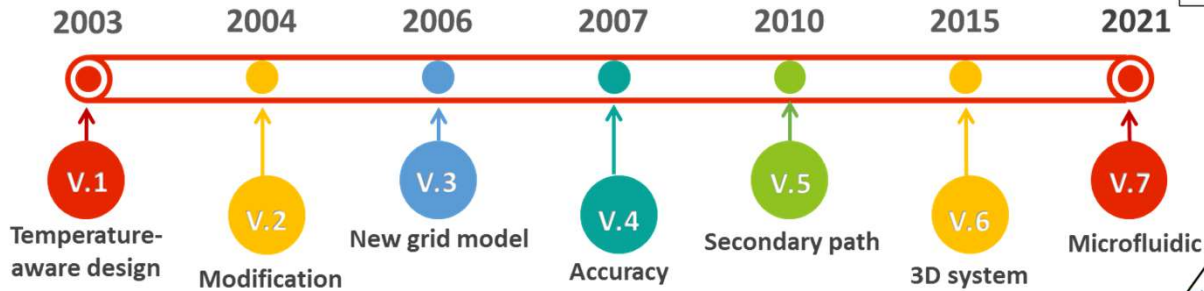 2003 2004 2006 2007 2010 2015 2021
V.1 V.2 V.3 V.4 V.5 V.6 V.7
Temperature-
aware design
Modification
New grid model
Accuracy
Secondary path
3D system
Microfluidic